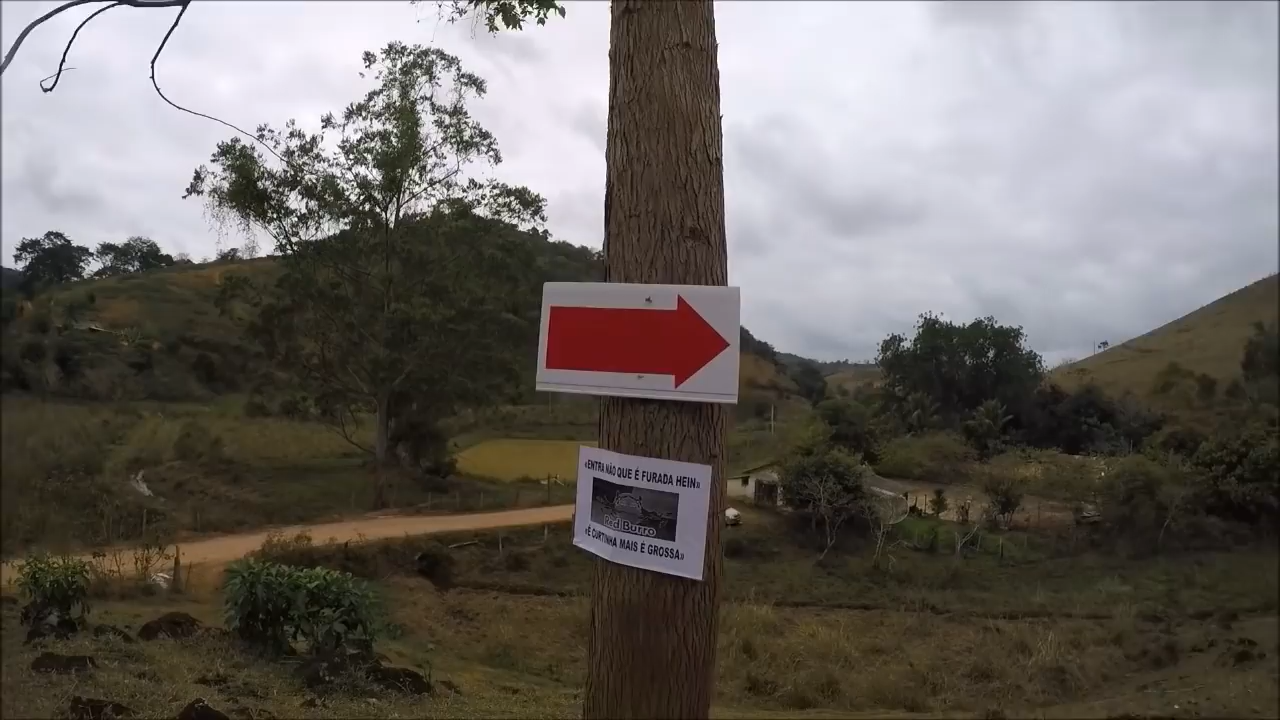 «ENTRA NÃO QUE É FURADA HEIN»
Red Burro
«É CURTINHA MAIS É GROSSA»